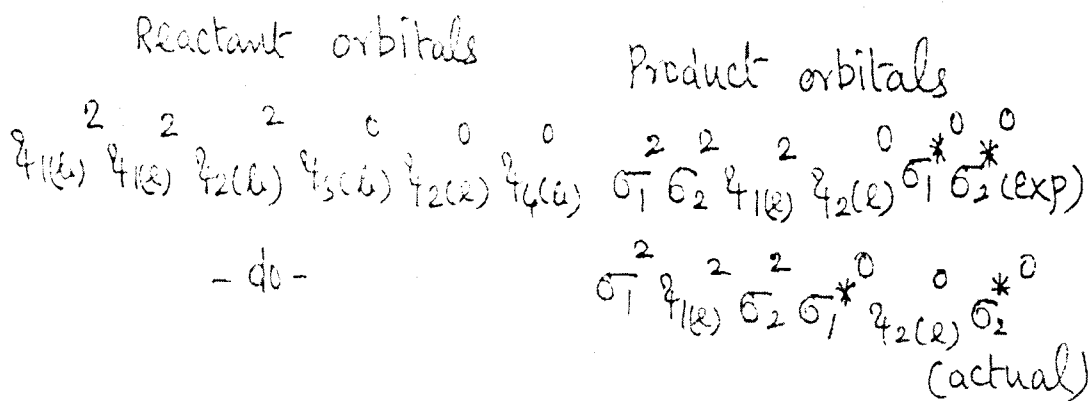 Reactant orbitals
Product orbitals
ψ₁(b)² ψ₁(e)² ψ₂(b)² ψ₃(b)⁰ ψ₂(e)⁰ ψ₄(b)⁰ σ₁² σ₂² ψ₁(e)² ψ₂(e)⁰ σ₁*⁰ σ₂*⁰ (exp)
- do - σ₁² ψ₁(e)² σ₂² σ₁*⁰ ψ₂(e)⁰ σ₂*⁰
(actual)